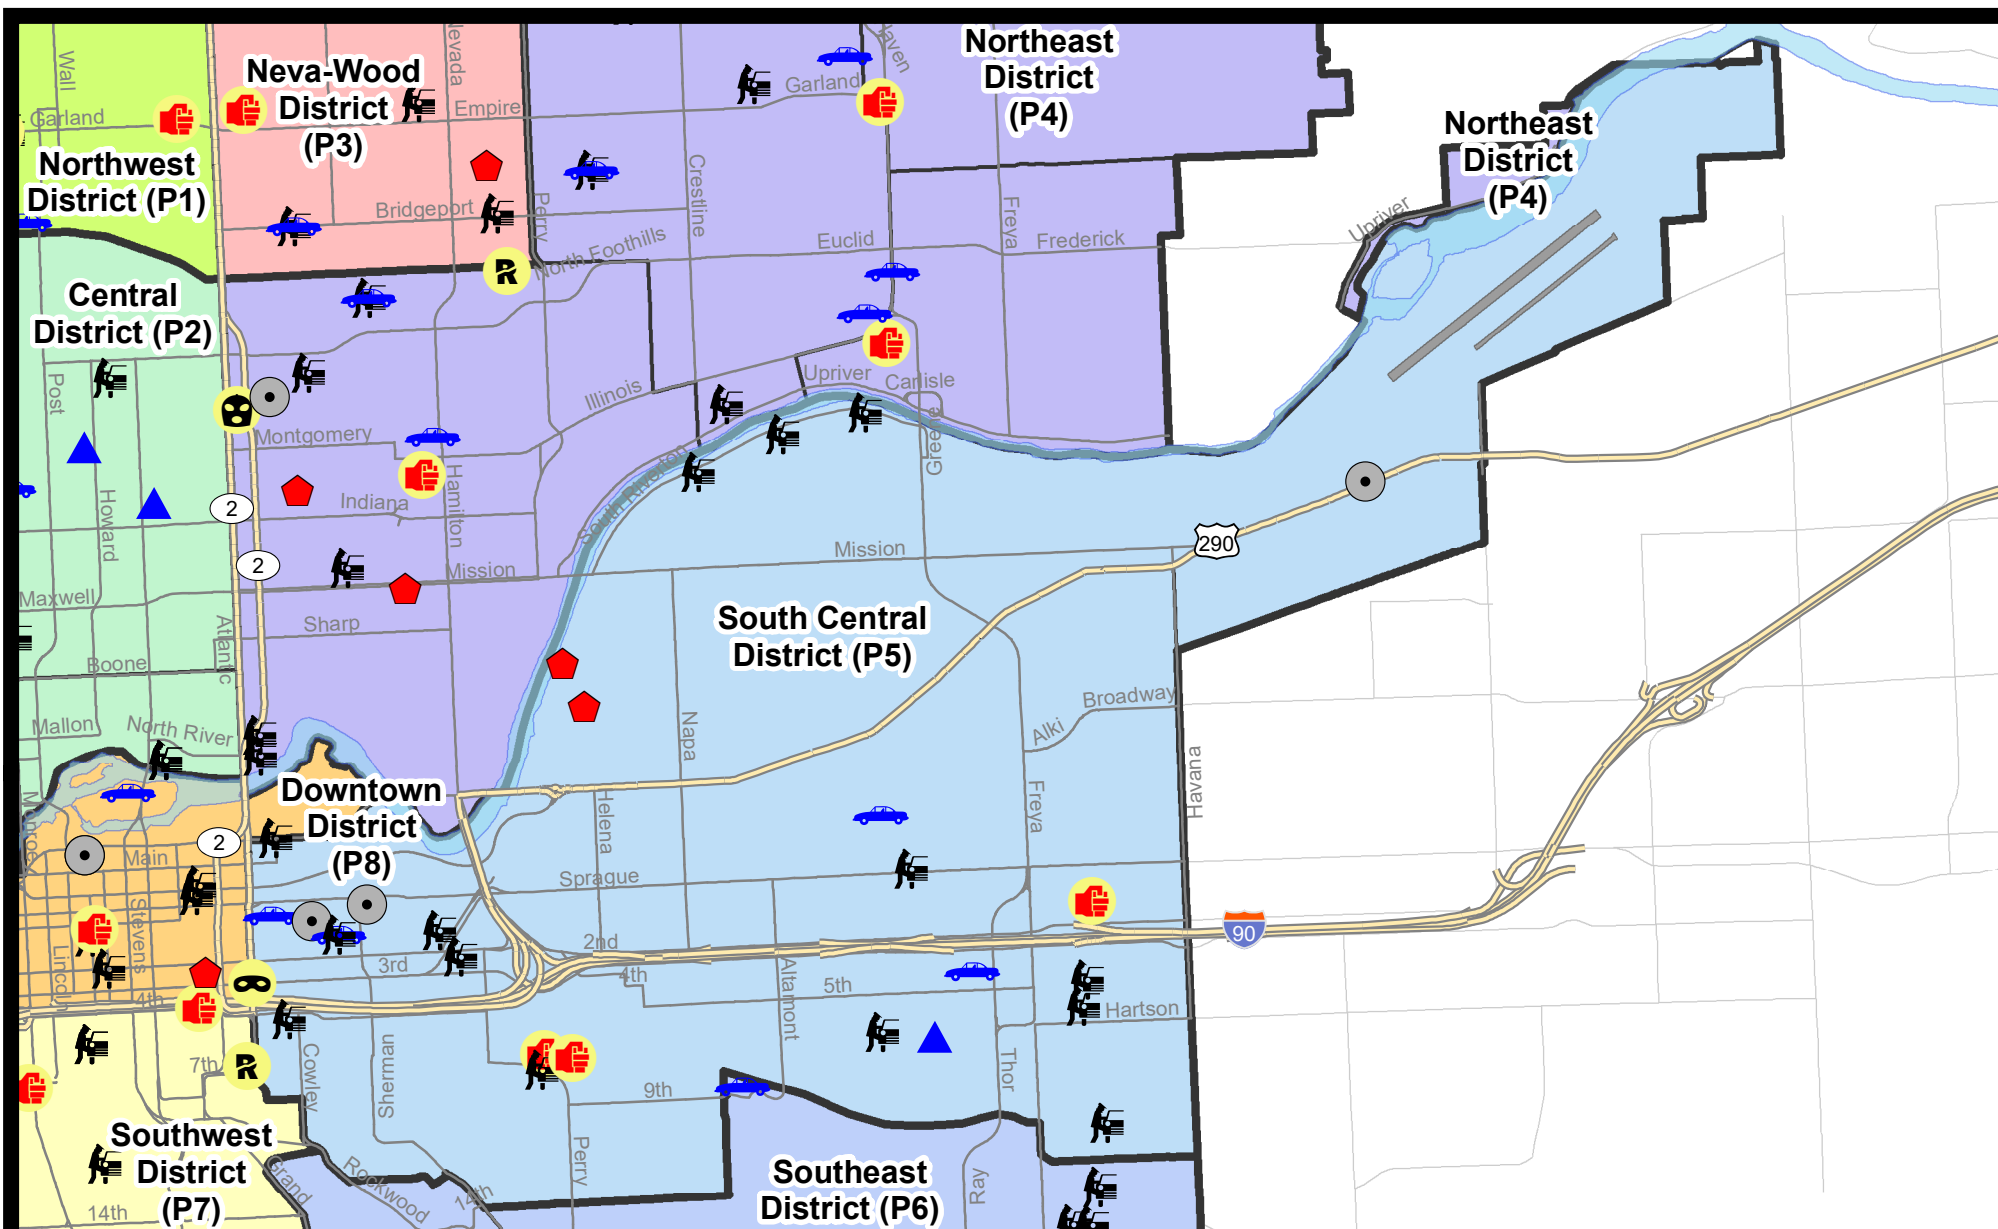 Wall
Nevada
Haven
Northeast
District
(P4)
Neva-Wood
District
(P3)
Garland
Empire
Garland
Northwest
District (P1)
Northeast
District
(P4)
Crestline
Bridgeport
Perry
Freya
Upriver
North Foothills
Euclid
Frederick
Central
District (P2)
Post
Illinois
Upriver
Carlisle
Greene
Montgomery
South Riverton
Howard
Hamilton
Indiana
2
2
Mission
290
Mission
Maxwell
Sharp
Atlantic
South Central
District (P5)
Boone
Broadway
Mallon
North River
Napa
Alki
Havana
Monroe
Downtown
District
(P8)
Helena
Freya
2
Main
Sprague
Stevens
Lincoln
2nd
90
3rd
4th
5th
Altamont
4th
Hartson
7th
Cowley
Sherman
Thor
9th
Southwest
District
(P7)
Perry
Grand
Rockwood
14th
Southeast
District (P6)
Ray
14th
R
R